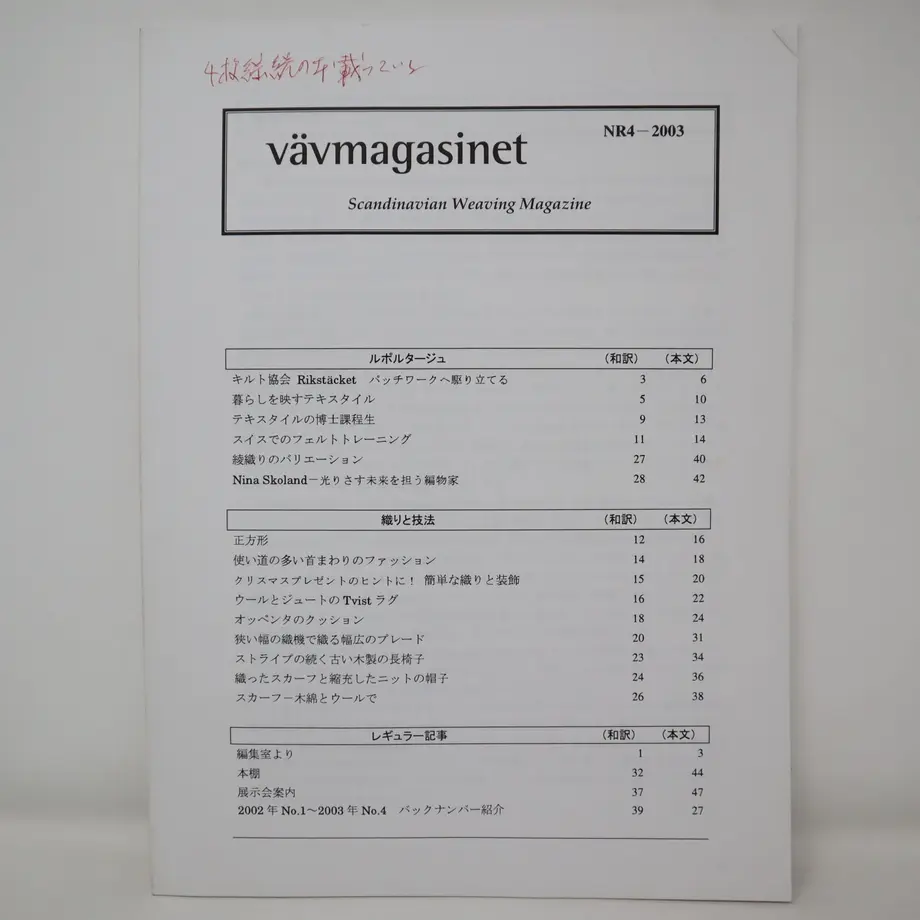 4枚綜絖の本載っている
vävmagasinet NR4－2003
Scandinavian Weaving Magazine
ルポルタージュ （和訳） （本文）
キルト協会 Rikstäcket パッチワークへ駆り立てる 3 6
暮らしを映すテキスタイル 5 10
テキスタイルの博士課程生 9 13
スイスでのフェルトトレーニング 11 14
綾織りのバリエーション 27 40
Nina Skoland－光りさす未来を担う編物家 28 42
織りと技法 （和訳） （本文）
正方形 12 16
使い道の多い首まわりのファッション 14 18
クリスマスプレゼントのヒントに！ 簡単な織りと装飾 15 20
ウールとジュートのTvistラグ 16 22
オッペンタのクッション 18 24
狭い幅の織機で織る幅広のブレード 20 31
ストライプの続く古い木製の長椅子 23 34
織ったスカーフと縮充したニットの帽子 24 36
スカーフ－木綿とウールで 26 38
レギュラー記事 （和訳） （本文）
編集室より 1 3
本棚 32 44
展示会案内 37 47
2002年No.1～2003年No.4 バックナンバー紹介 39 27